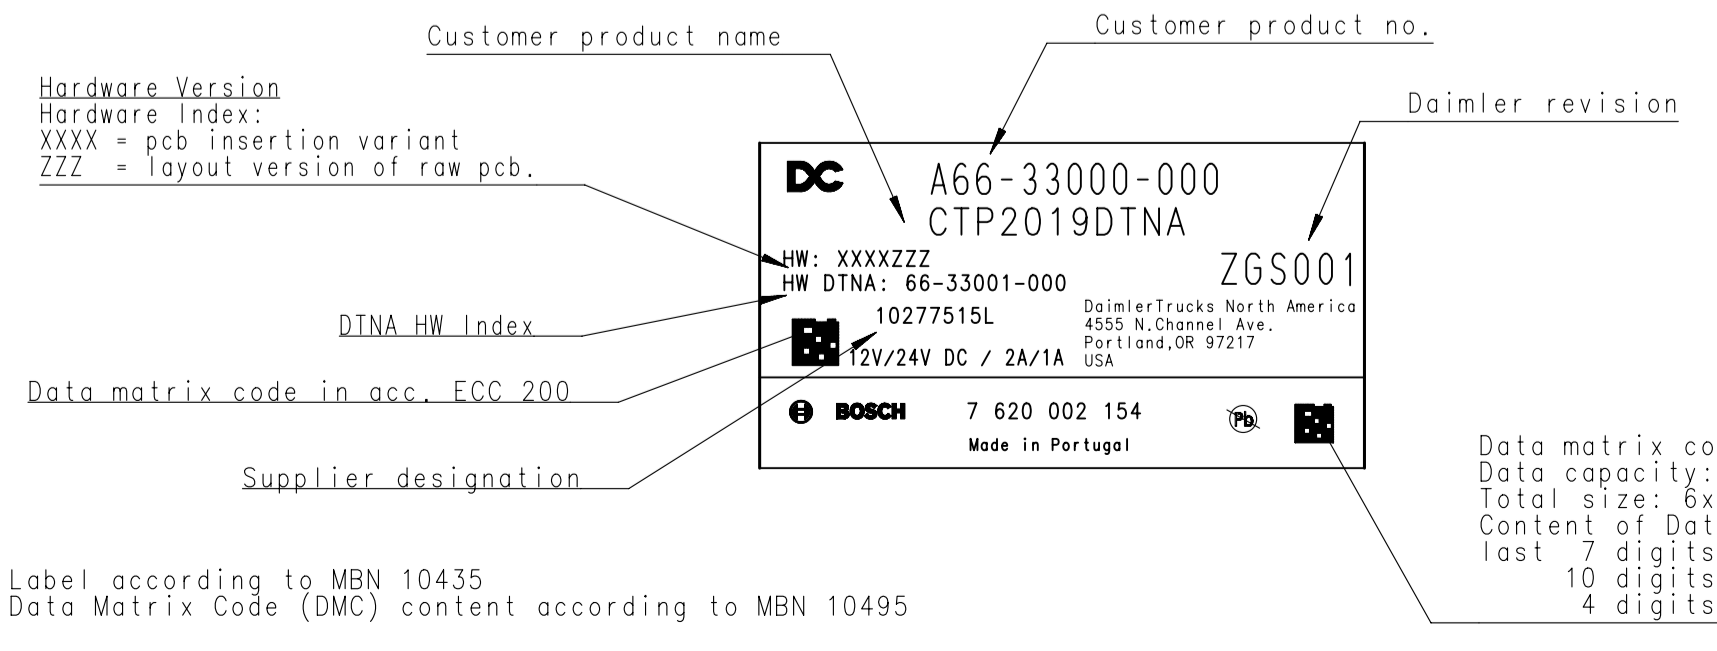 Customer product name
Customer product no.
Hardware Version
Hardware Index:
XXXX = pcb insertion variant
ZZZ = layout version of raw pcb.
Daimler revision
DC
A66-33000-000
CTP2019DTNA
HW: XXXXZZZ
HW DTNA: 66-33001-000
ZGS001
10277515L
12V/24V DC / 2A/1A
DaimlerTrucks North America
4555 N.Channel Ave.
Portland,OR 97217
USA
DTNA HW Index
Data matrix code in acc. ECC 200
Supplier designation
BOSCH
7 620 002 154
Made in Portugal
Pb
Data matrix co
Data capacity:
Total size: 6x
Content of Dat
last 7 digits
10 digits
4 digits
Label according to MBN 10435
Data Matrix Code (DMC) content according to MBN 10495